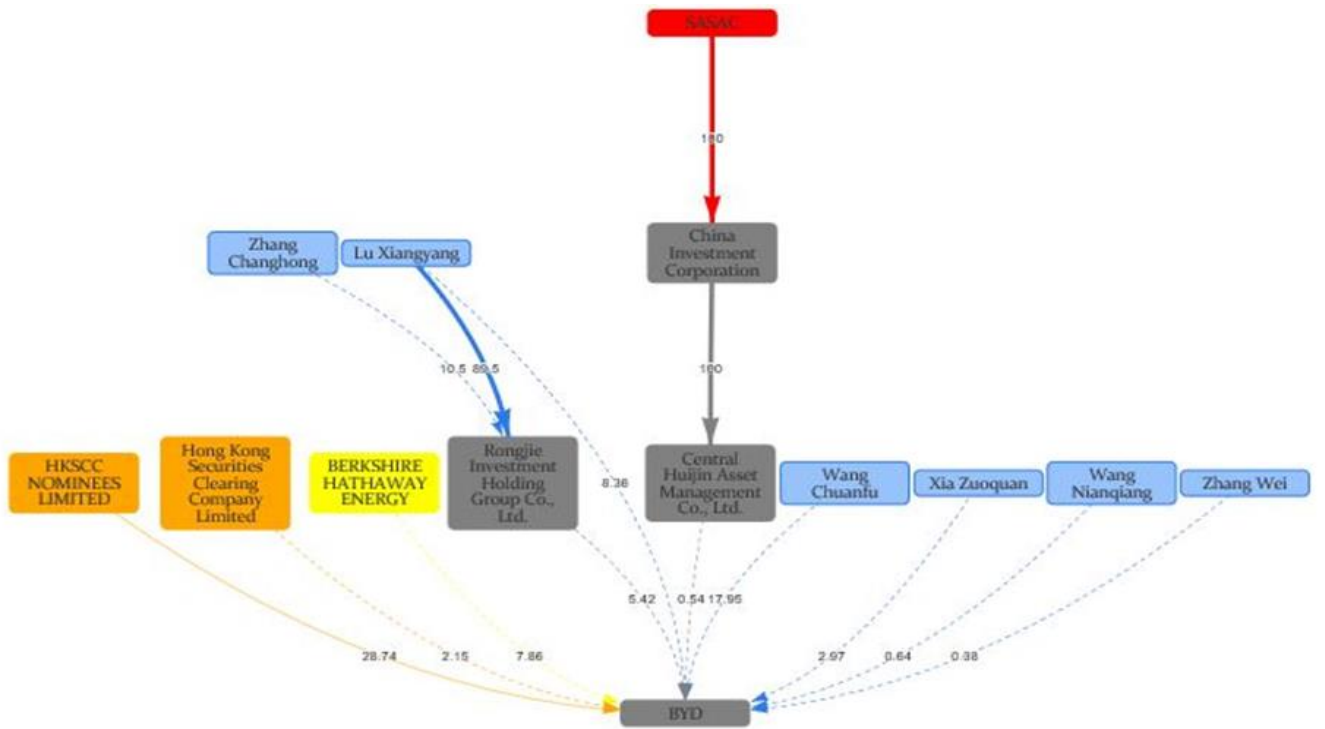 SASAC
100
China
Investment
Corporation
Zhang
Changhong
Lu Xiangyang
10.5
89.5
100
HKSCC
NOMINEES
LIMITED
Hong Kong
Securities
Clearing
Company
Limited
BERKSHIRE
HATHAWAY
ENERGY
Rongjie
Investment
Holding
Group Co.,
Ltd.
8.36
Central
Huijin Asset
Management
Co., Ltd.
Wang
Chuanfu
Xia Zuoquan
Wang
Nianqiang
Zhang Wei
5.42
0.54
17.95
28.74
2.15
7.86
2.97
0.64
0.38
BYD